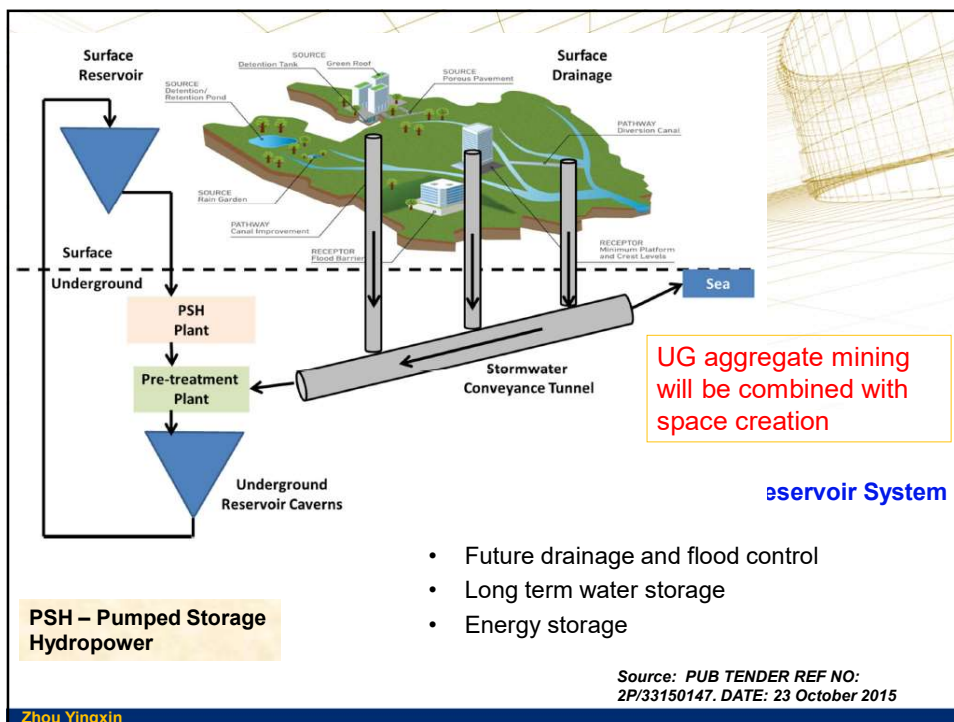 Surface
Reservoir
SOURCE
Detention Tank
SOURCE
Green Roof
SOURCE
Porous Pavement
Surface
Drainage
SOURCE
Detention/
Retention Pond
PATHWAY
Diversion Canal
SOURCE
Rain Garden
PATHWAY
Canal Improvement
RECEPTOR
Flood Barrier
RECEPTOR
Minimum Platform
and Crest Levels
Surface
Underground
Sea
PSH
Plant
Pre-treatment
Plant
Stormwater
Conveyance Tunnel
UG aggregate mining
will be combined with
space creation
Underground
Reservoir Caverns
eservoir System
• Future drainage and flood control
• Long term water storage
• Energy storage
PSH – Pumped Storage
Hydropower
Source: PUB TENDER REF NO:
2P/33150147. DATE: 23 October 2015
Zhou Yingxin